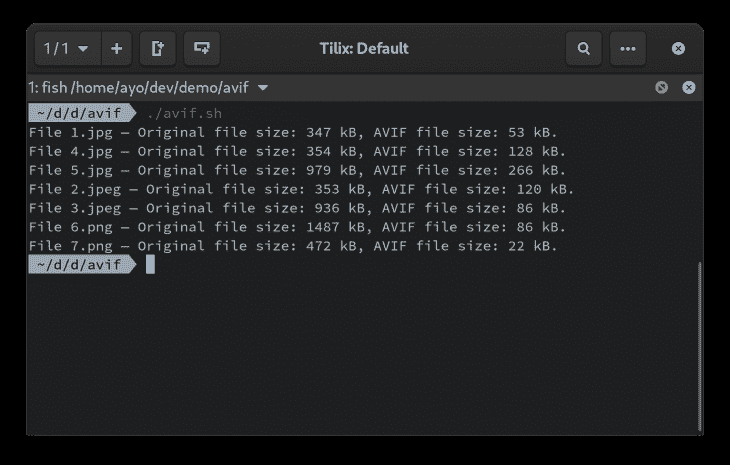 1/1
Tilix: Default
1: fish /home/ayo/dev/demo/avif
~/d/d/avif ./avif.sh
File 1.jpg – Original file size: 347 kB, AVIF file size: 53 kB.
File 4.jpg – Original file size: 354 kB, AVIF file size: 128 kB.
File 5.jpg – Original file size: 979 kB, AVIF file size: 266 kB.
File 2.jpeg – Original file size: 353 kB, AVIF file size: 120 kB.
File 3.jpeg – Original file size: 936 kB, AVIF file size: 86 kB.
File 6.png – Original file size: 1487 kB, AVIF file size: 86 kB.
File 7.png – Original file size: 472 kB, AVIF file size: 22 kB.
~/d/d/avif